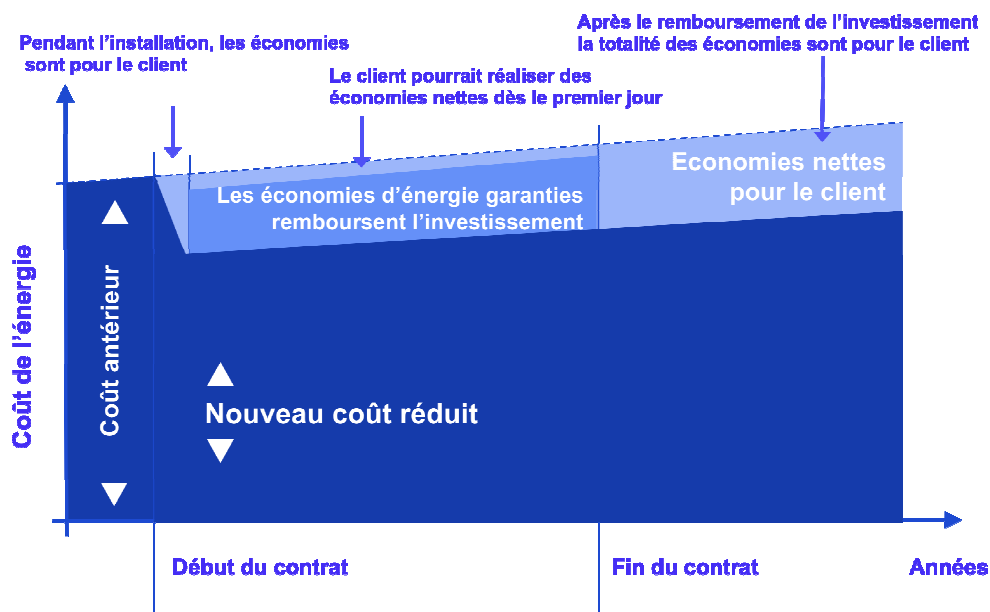 Après le remboursement de l'investissement
la totalité des économies sont pour le client
Pendant l'installation, les économies
sont pour le client
Le client pourrait réaliser des
économies nettes dès le premier jour
Economies nettes
pour le client
Les économies d'énergie garanties
remboursent l'investissement
Coût de l'énergie
Coût antérieur
Nouveau coût réduit
Début du contrat
Fin du contrat
Années